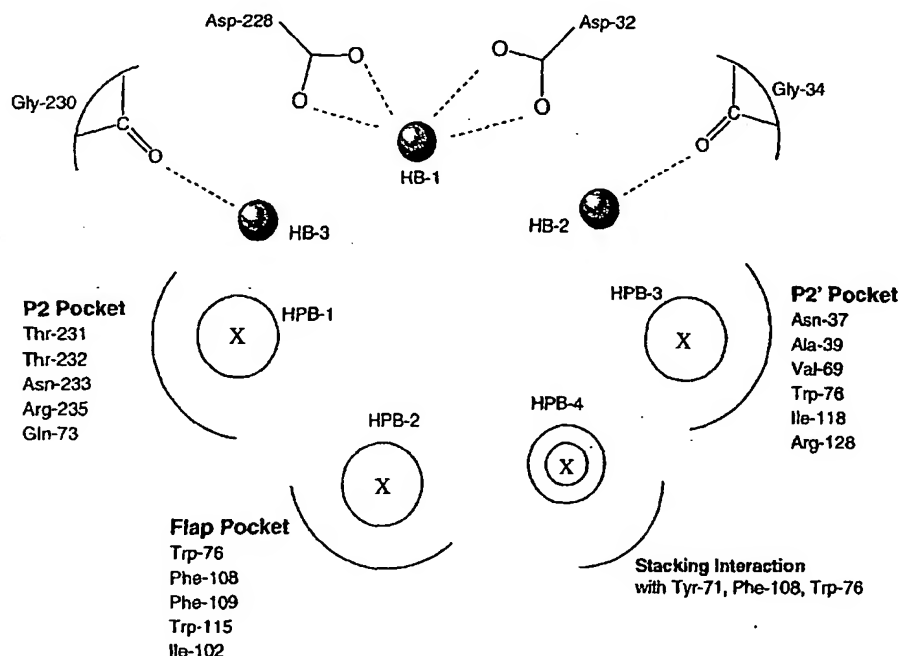 Asp-228
Asp-32
O
O
O
O
Gly-230
C
O
HB-1
Gly-34
C
O
HB-3
HB-2
P2 Pocket
Thr-231
Thr-232
Asn-233
Arg-235
Gln-73
HPB-1
X
HPB-3
X
P2' Pocket
Asn-37
Ala-39
Val-69
Trp-76
Ile-118
Arg-128
HPB-2
X
HPB-4
X
Flap Pocket
Trp-76
Phe-108
Phe-109
Trp-115
Ile-102
Stacking Interaction
with Tyr-71, Phe-108, Trp-76